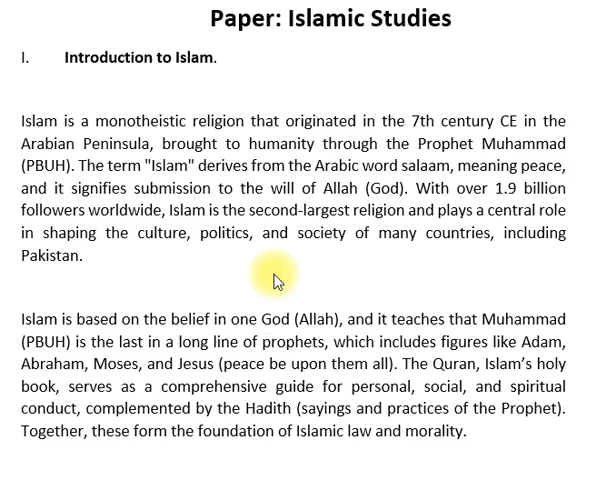 Paper: Islamic Studies
I. Introduction to Islam.
Islam is a monotheistic religion that originated in the 7th century CE in the
Arabian Peninsula, brought to humanity through the Prophet Muhammad
(PBUH). The term "Islam" derives from the Arabic word salaam, meaning peace,
and it signifies submission to the will of Allah (God). With over 1.9 billion
followers worldwide, Islam is the second-largest religion and plays a central role
in shaping the culture, politics, and society of many countries, including
Pakistan.
Islam is based on the belief in one God (Allah), and it teaches that Muhammad
(PBUH) is the last in a long line of prophets, which includes figures like Adam,
Abraham, Moses, and Jesus (peace be upon them all). The Quran, Islam’s holy
book, serves as a comprehensive guide for personal, social, and spiritual
conduct, complemented by the Hadith (sayings and practices of the Prophet).
Together, these form the foundation of Islamic law and morality.